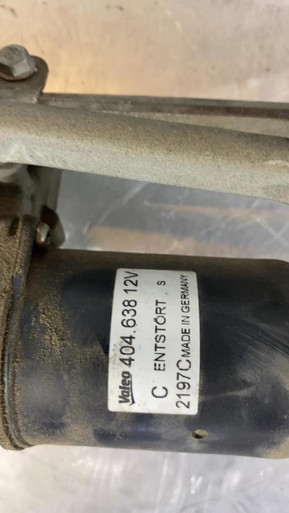 Valeo 404.638 12V
C ENTSTÖRT . S
2197C MADE IN GERMANY